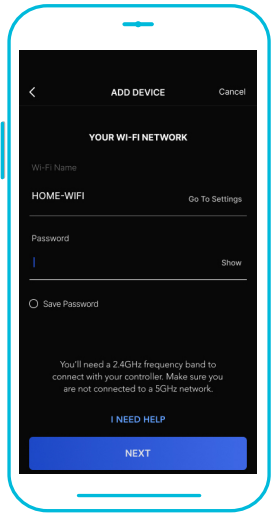 ADD DEVICE Cancel
YOUR WI-FI NETWORK
Wi-Fi Name
HOME-WIFI Go To Settings
Password
Show
Save Password
You'll need a 2.4GHz frequency band to
connect with your controller. Make sure you
are not connected to a 5GHz network.
I NEED HELP
NEXT